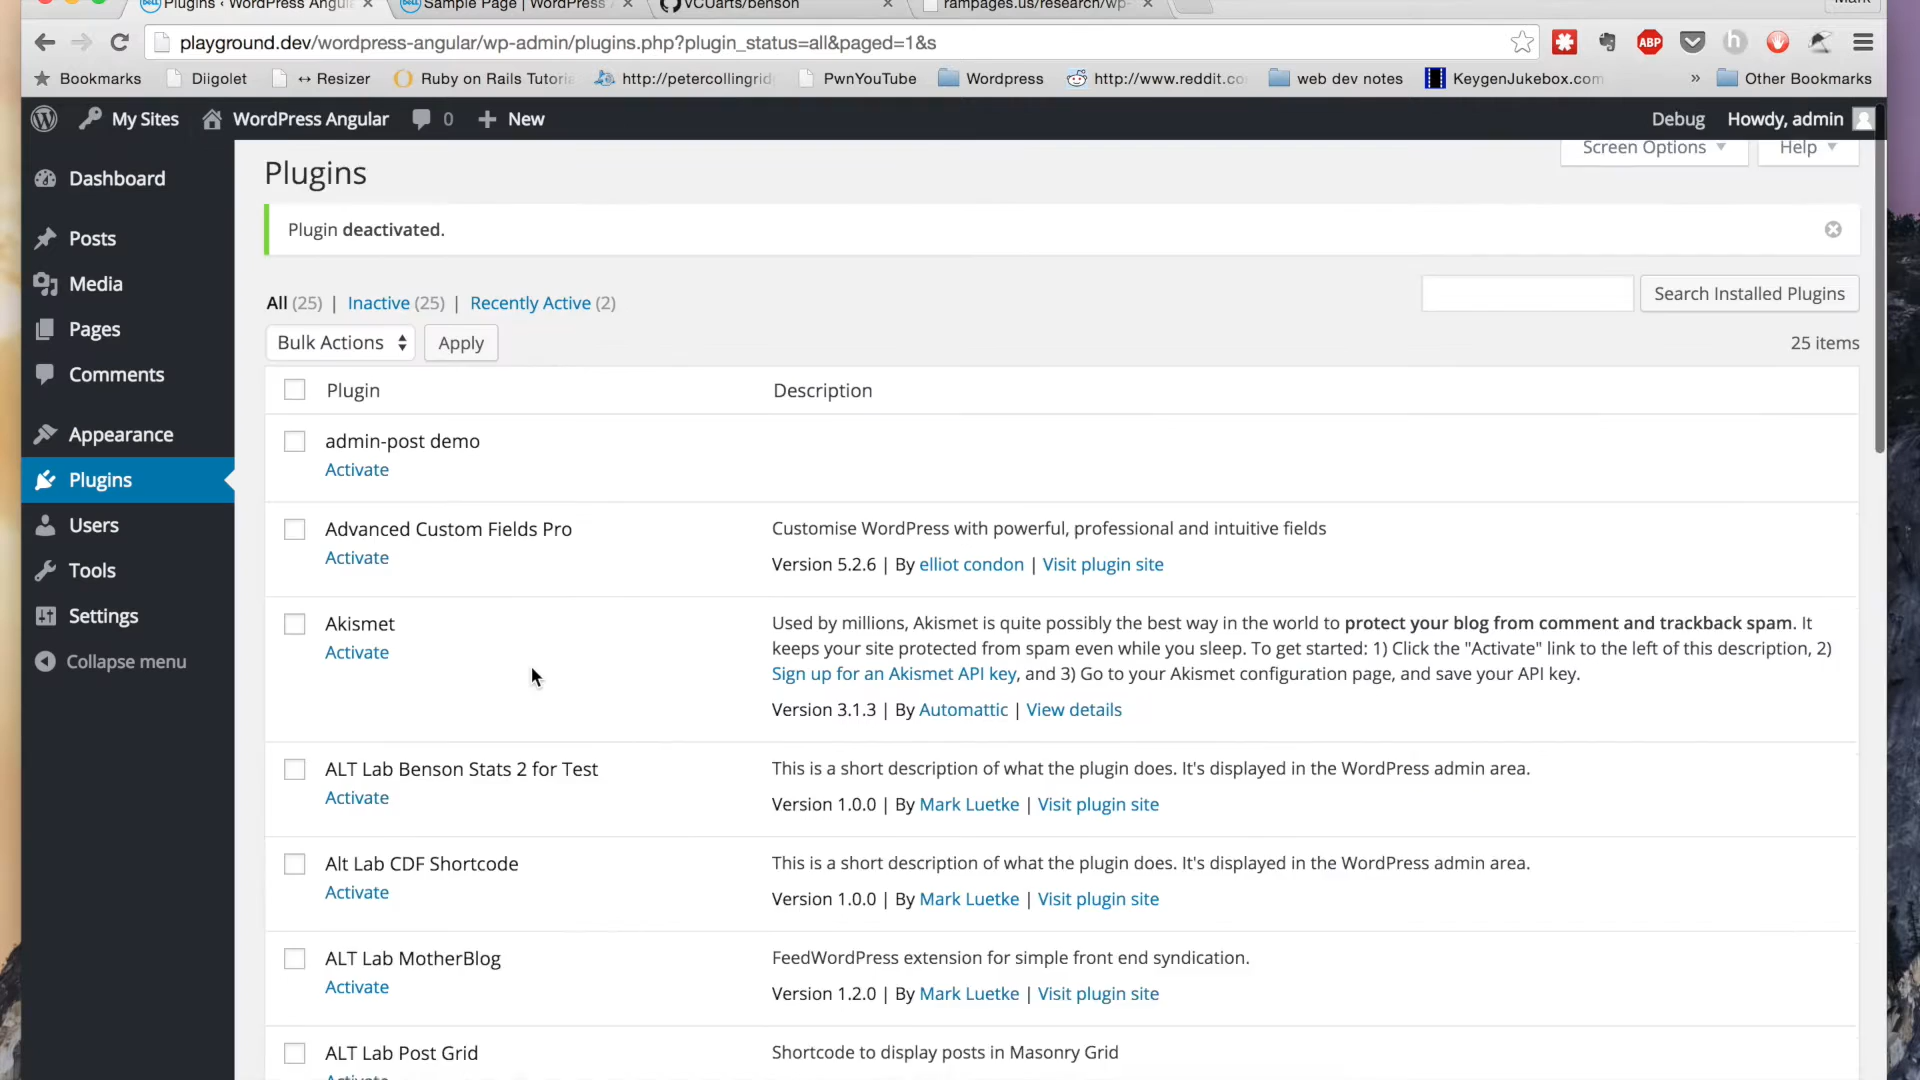 Plugins ‹ WordPress Angula
Sample Page | WordPress
VCUarts/benson
rampages.us/research/wp-
Mark
playground.dev/wordpress-angular/wp-admin/plugins.php?plugin_status=all&paged=1&s
ABP
h
Bookmarks
Diigolet
↔ Resizer
Ruby on Rails Tutoria
http://petercollingrid
PwnYouTube
Wordpress
http://www.reddit.co
web dev notes
KeygenJukebox.com
»
Other Bookmarks
My Sites
WordPress Angular
0
+ New
Debug
Howdy, admin
Dashboard
Posts
Media
Pages
Comments
Appearance
Plugins
Users
Tools
Settings
Collapse menu
Screen Options
Help
Plugins
Plugin deactivated.
All (25) | Inactive (25) | Recently Active (2)
Search Installed Plugins
Bulk Actions
Apply
25 items
Plugin
Description
admin-post demo
Activate
Advanced Custom Fields Pro
Activate
Customise WordPress with powerful, professional and intuitive fields
Version 5.2.6 | By elliot condon | Visit plugin site
Akismet
Activate
Used by millions, Akismet is quite possibly the best way in the world to protect your blog from comment and trackback spam. It
keeps your site protected from spam even while you sleep. To get started: 1) Click the "Activate" link to the left of this description, 2)
Sign up for an Akismet API key, and 3) Go to your Akismet configuration page, and save your API key.
Version 3.1.3 | By Automattic | View details
ALT Lab Benson Stats 2 for Test
Activate
This is a short description of what the plugin does. It's displayed in the WordPress admin area.
Version 1.0.0 | By Mark Luetke | Visit plugin site
Alt Lab CDF Shortcode
Activate
This is a short description of what the plugin does. It's displayed in the WordPress admin area.
Version 1.0.0 | By Mark Luetke | Visit plugin site
ALT Lab MotherBlog
Activate
FeedWordPress extension for simple front end syndication.
Version 1.2.0 | By Mark Luetke | Visit plugin site
ALT Lab Post Grid
Activate
Shortcode to display posts in Masonry Grid